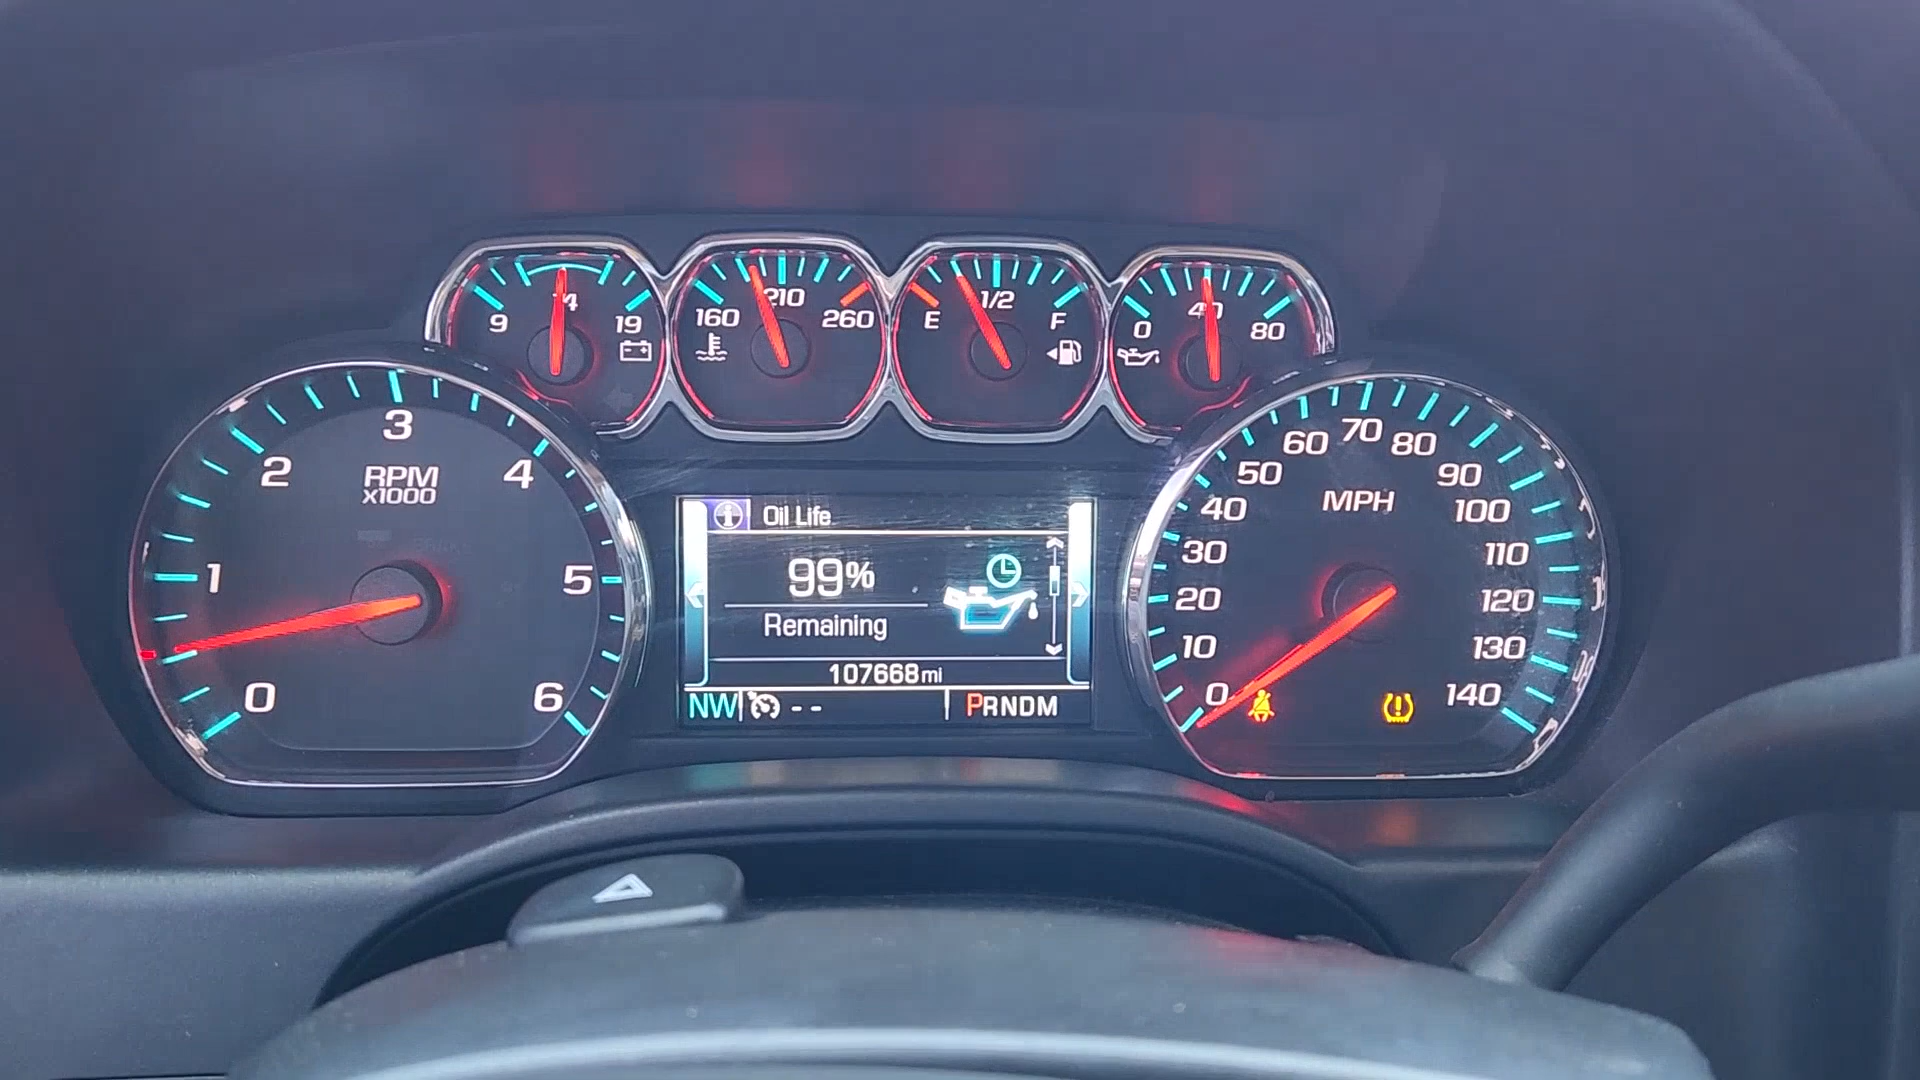 9 14 19
160 210 260
E 1/2 F
0 40 80
0 1 2 3 4 5 6
RPM
x1000
Oil Life
99%
Remaining
107668 mi
NW -- PRNDM
0 10 20 30 40 50 60 70 80 90 100 110 120 130 140
MPH